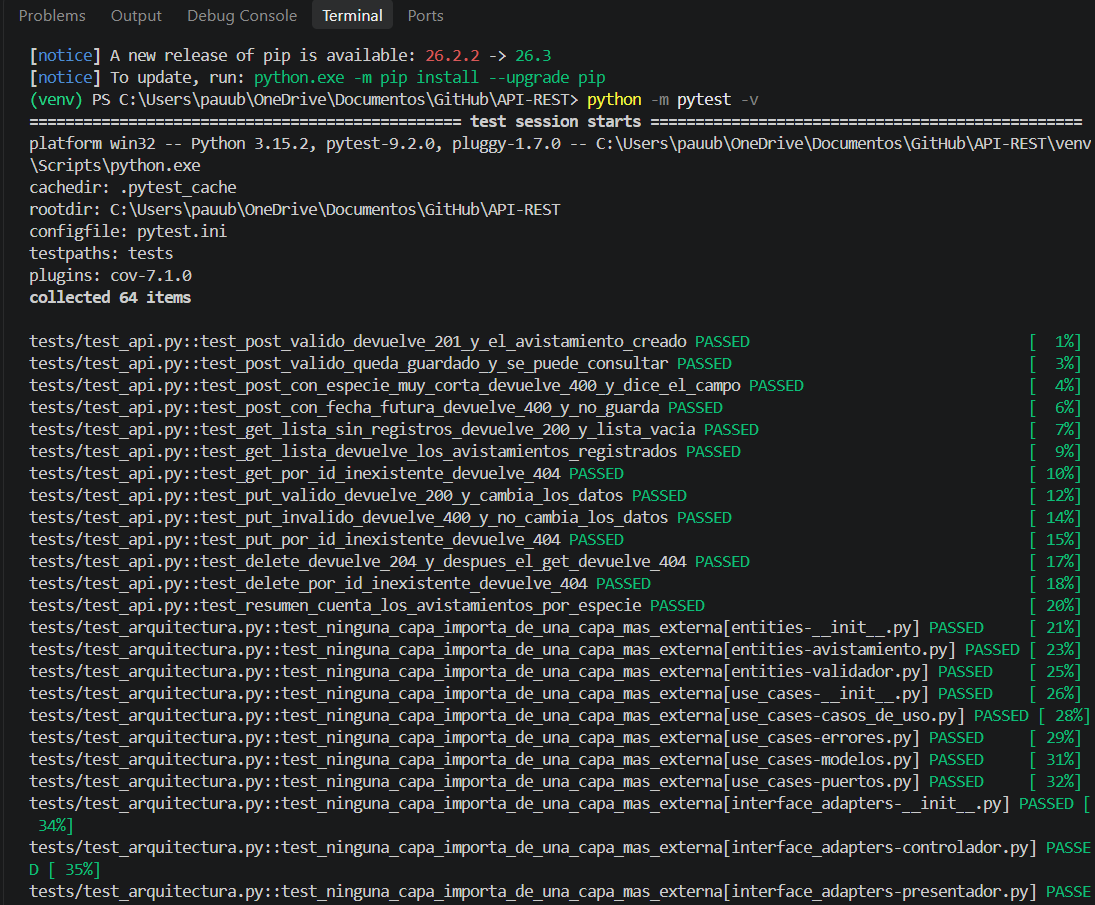 Problems Output Debug Console Terminal Ports
[notice] A new release of pip is available: 26.2.2 -> 26.3
[notice] To update, run: python.exe -m pip install --upgrade pip
(venv) PS C:\Users\pauub\OneDrive\Documentos\GitHub\API-REST> python -m pytest -v
================================================ test session starts ================================================
platform win32 -- Python 3.15.2, pytest-9.2.0, pluggy-1.7.0 -- C:\Users\pauub\OneDrive\Documentos\GitHub\API-REST\venv
\Scripts\python.exe
cachedir: .pytest_cache
rootdir: C:\Users\pauub\OneDrive\Documentos\GitHub\API-REST
configfile: pytest.ini
testpaths: tests
plugins: cov-7.1.0
collected 64 items
tests/test_api.py::test_post_valido_devuelve_201_y_el_avistamiento_creado PASSED [  1%]
tests/test_api.py::test_post_valido_queda_guardado_y_se_puede_consultar PASSED [  3%]
tests/test_api.py::test_post_con_especie_muy_corta_devuelve_400_y_dice_el_campo PASSED [  4%]
tests/test_api.py::test_post_con_fecha_futura_devuelve_400_y_no_guarda PASSED [  6%]
tests/test_api.py::test_get_lista_sin_registros_devuelve_200_y_lista_vacia PASSED [  7%]
tests/test_api.py::test_get_lista_devuelve_los_avistamientos_registrados PASSED [  9%]
tests/test_api.py::test_get_por_id_inexistente_devuelve_404 PASSED [ 10%]
tests/test_api.py::test_put_valido_devuelve_200_y_cambia_los_datos PASSED [ 12%]
tests/test_api.py::test_put_invalido_devuelve_400_y_no_cambia_los_datos PASSED [ 14%]
tests/test_api.py::test_put_por_id_inexistente_devuelve_404 PASSED [ 15%]
tests/test_api.py::test_delete_devuelve_204_y_despues_el_get_devuelve_404 PASSED [ 17%]
tests/test_api.py::test_delete_por_id_inexistente_devuelve_404 PASSED [ 18%]
tests/test_api.py::test_resumen_cuenta_los_avistamientos_por_especie PASSED [ 20%]
tests/test_arquitectura.py::test_ninguna_capa_importa_de_una_capa_mas_externa[entities-__init__.py] PASSED [ 21%]
tests/test_arquitectura.py::test_ninguna_capa_importa_de_una_capa_mas_externa[entities-avistamiento.py] PASSED [ 23%]
tests/test_arquitectura.py::test_ninguna_capa_importa_de_una_capa_mas_externa[entities-validador.py] PASSED [ 25%]
tests/test_arquitectura.py::test_ninguna_capa_importa_de_una_capa_mas_externa[use_cases-__init__.py] PASSED [ 26%]
tests/test_arquitectura.py::test_ninguna_capa_importa_de_una_capa_mas_externa[use_cases-casos_de_uso.py] PASSED [ 28%]
tests/test_arquitectura.py::test_ninguna_capa_importa_de_una_capa_mas_externa[use_cases-errores.py] PASSED [ 29%]
tests/test_arquitectura.py::test_ninguna_capa_importa_de_una_capa_mas_externa[use_cases-modelos.py] PASSED [ 31%]
tests/test_arquitectura.py::test_ninguna_capa_importa_de_una_capa_mas_externa[use_cases-puertos.py] PASSED [ 32%]
tests/test_arquitectura.py::test_ninguna_capa_importa_de_una_capa_mas_externa[interface_adapters-__init__.py] PASSED [
 34%]
tests/test_arquitectura.py::test_ninguna_capa_importa_de_una_capa_mas_externa[interface_adapters-controlador.py] PASSE
D [ 35%]
tests/test_arquitectura.py::test_ninguna_capa_importa_de_una_capa_mas_externa[interface_adapters-presentador.py] PASSE